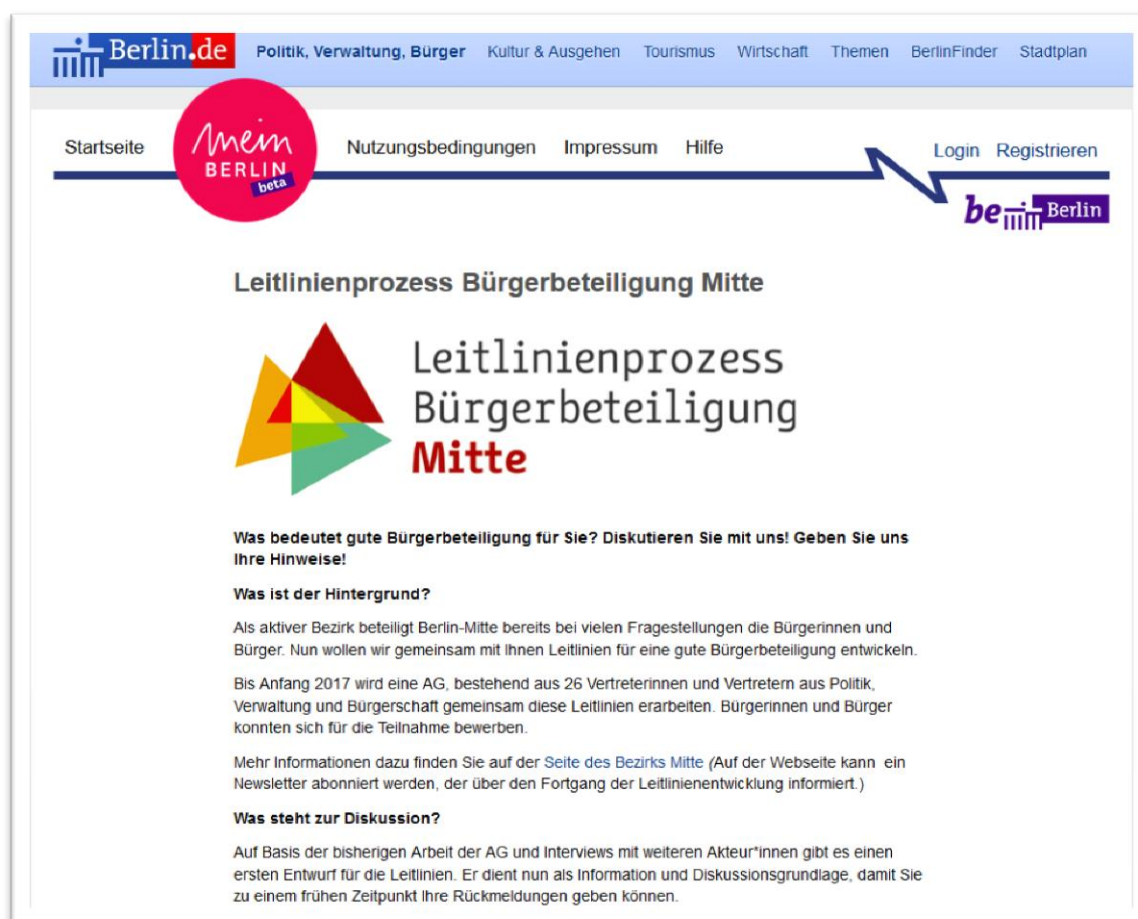 Berlin.de Politik, Verwaltung, Bürger Kultur & Ausgehen Tourismus Wirtschaft Themen BerlinFinder Stadtplan
Startseite mein BERLIN beta Nutzungsbedingungen Impressum Hilfe Login Registrieren
be Berlin
Leitlinienprozess Bürgerbeteiligung Mitte
Leitlinienprozess
Bürgerbeteiligung
Mitte
Was bedeutet gute Bürgerbeteiligung für Sie? Diskutieren Sie mit uns! Geben Sie uns
Ihre Hinweise!
Was ist der Hintergrund?
Als aktiver Bezirk beteiligt Berlin-Mitte bereits bei vielen Fragestellungen die Bürgerinnen und
Bürger. Nun wollen wir gemeinsam mit Ihnen Leitlinien für eine gute Bürgerbeteiligung entwickeln.
Bis Anfang 2017 wird eine AG, bestehend aus 26 Vertreterinnen und Vertretern aus Politik,
Verwaltung und Bürgerschaft gemeinsam diese Leitlinien erarbeiten. Bürgerinnen und Bürger
konnten sich für die Teilnahme bewerben.
Mehr Informationen dazu finden Sie auf der Seite des Bezirks Mitte (Auf der Webseite kann ein
Newsletter abonniert werden, der über den Fortgang der Leitlinienentwicklung informiert.)
Was steht zur Diskussion?
Auf Basis der bisherigen Arbeit der AG und Interviews mit weiteren Akteur*innen gibt es einen
ersten Entwurf für die Leitlinien. Er dient nun als Information und Diskussionsgrundlage, damit Sie
zu einem frühen Zeitpunkt Ihre Rückmeldungen geben können.